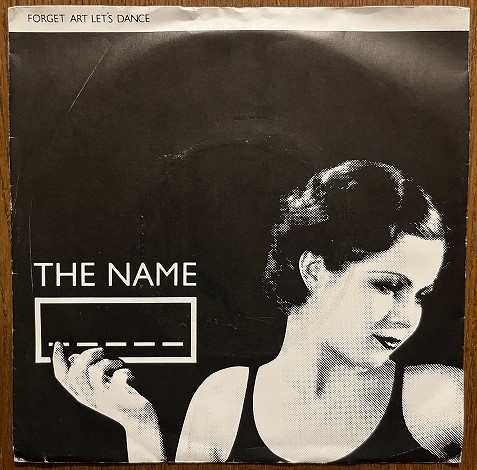 FORGET ART LET'S DANCE
THE NAME